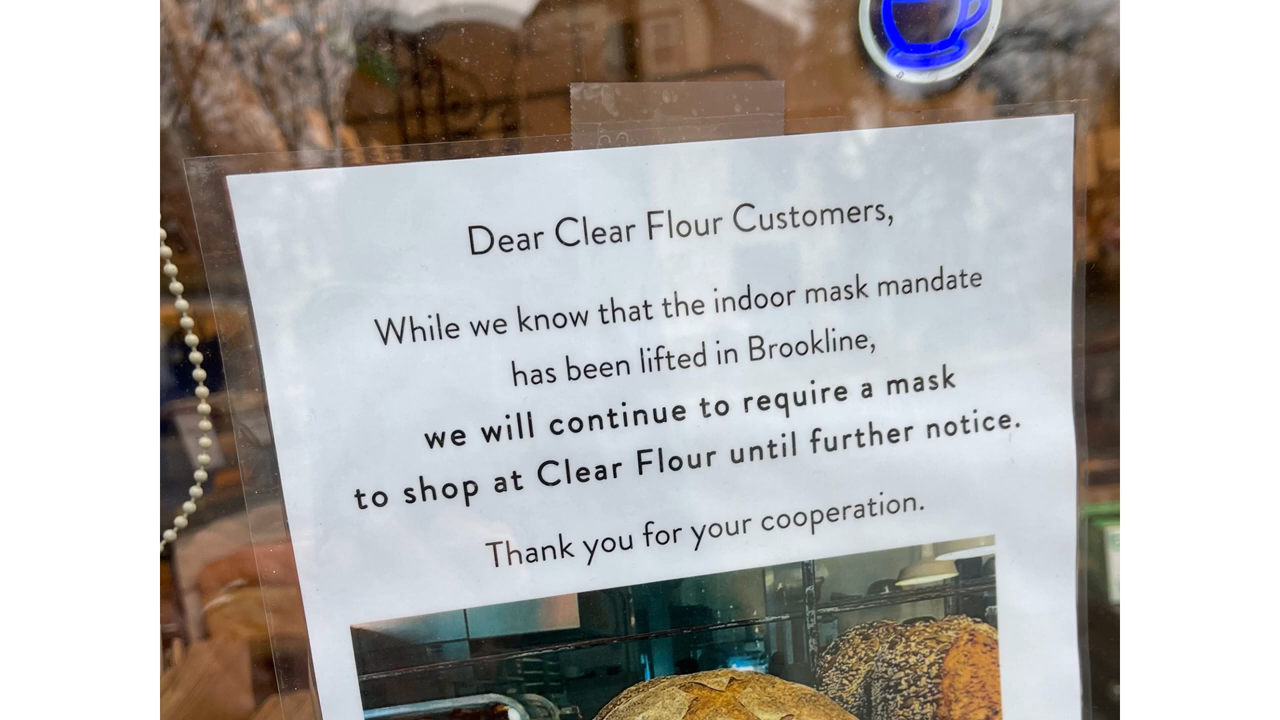 Dear Clear Flour Customers,
While we know that the indoor mask mandate
has been lifted in Brookline,
we will continue to require a mask
to shop at Clear Flour until further notice.
Thank you for your cooperation.